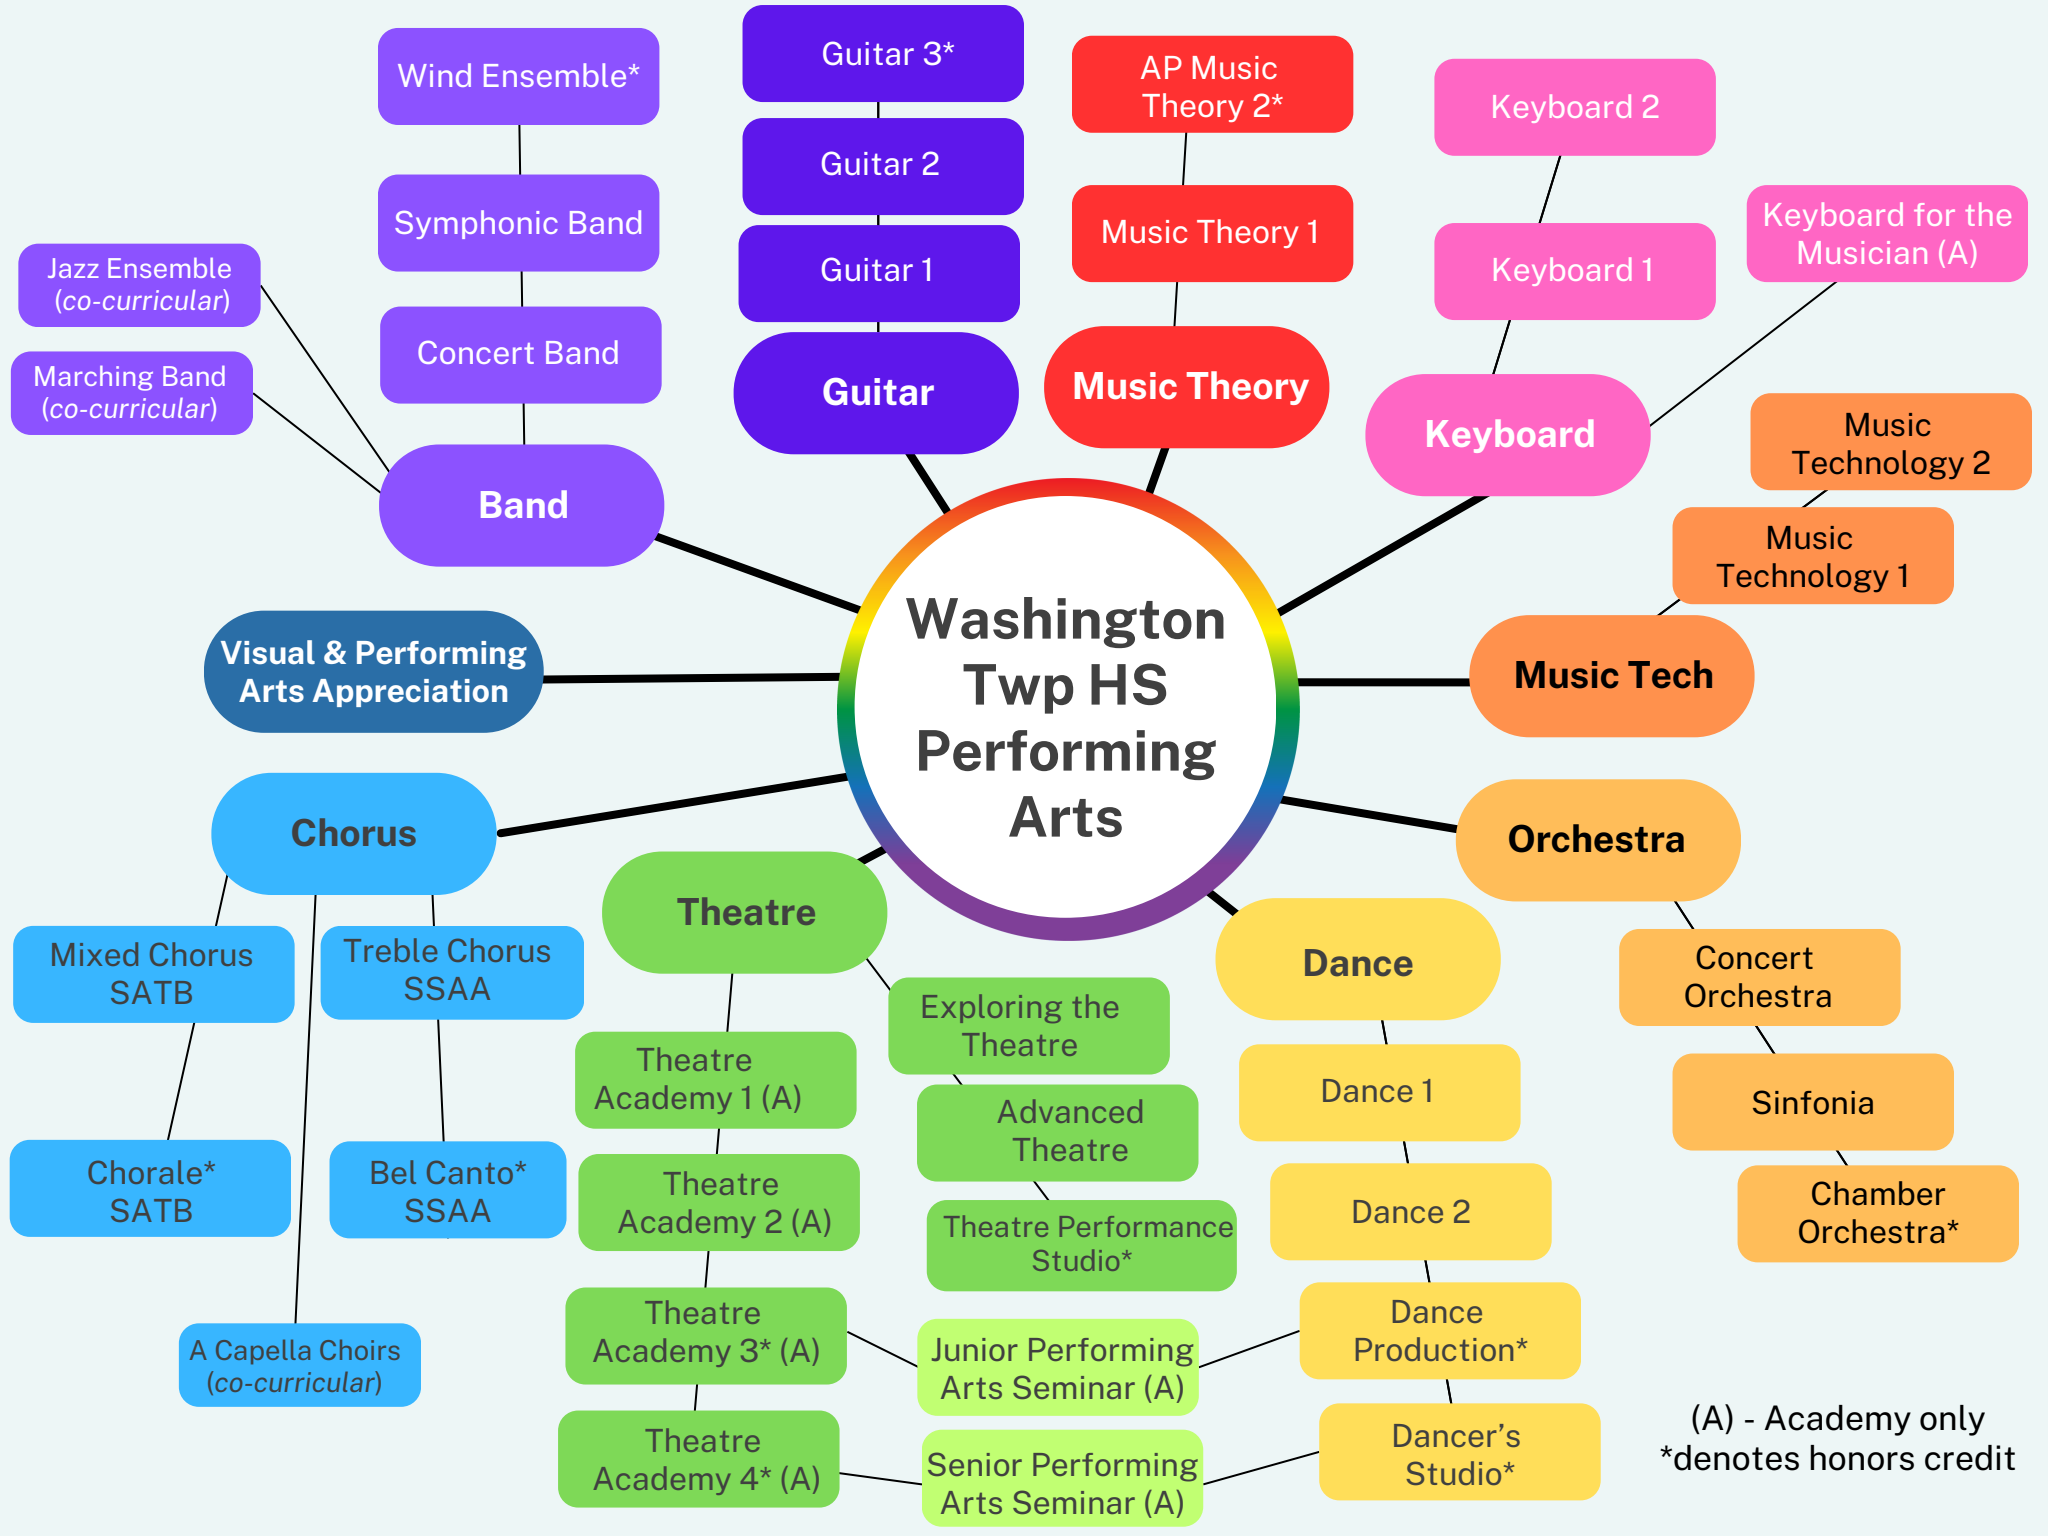 Wind Ensemble*
Symphonic Band
Concert Band
Jazz Ensemble
(co-curricular)
Marching Band
(co-curricular)
Band
Guitar 3*
Guitar 2
Guitar 1
Guitar
AP Music
Theory 2*
Music Theory 1
Music Theory
Keyboard 2
Keyboard 1
Keyboard for the
Musician (A)
Keyboard
Music
Technology 2
Music
Technology 1
Music Tech
Washington
Twp HS
Performing
Arts
Visual & Performing
Arts Appreciation
Chorus
Mixed Chorus
SATB
Treble Chorus
SSAA
Chorale*
SATB
Bel Canto*
SSAA
A Capella Choirs
(co-curricular)
Theatre
Theatre
Academy 1 (A)
Theatre
Academy 2 (A)
Theatre
Academy 3* (A)
Theatre
Academy 4* (A)
Exploring the
Theatre
Advanced
Theatre
Theatre Performance
Studio*
Junior Performing
Arts Seminar (A)
Senior Performing
Arts Seminar (A)
Dance
Dance 1
Dance 2
Dance
Production*
Dancer’s
Studio*
Orchestra
Concert
Orchestra
Sinfonia
Chamber
Orchestra*
(A) - Academy only
*denotes honors credit